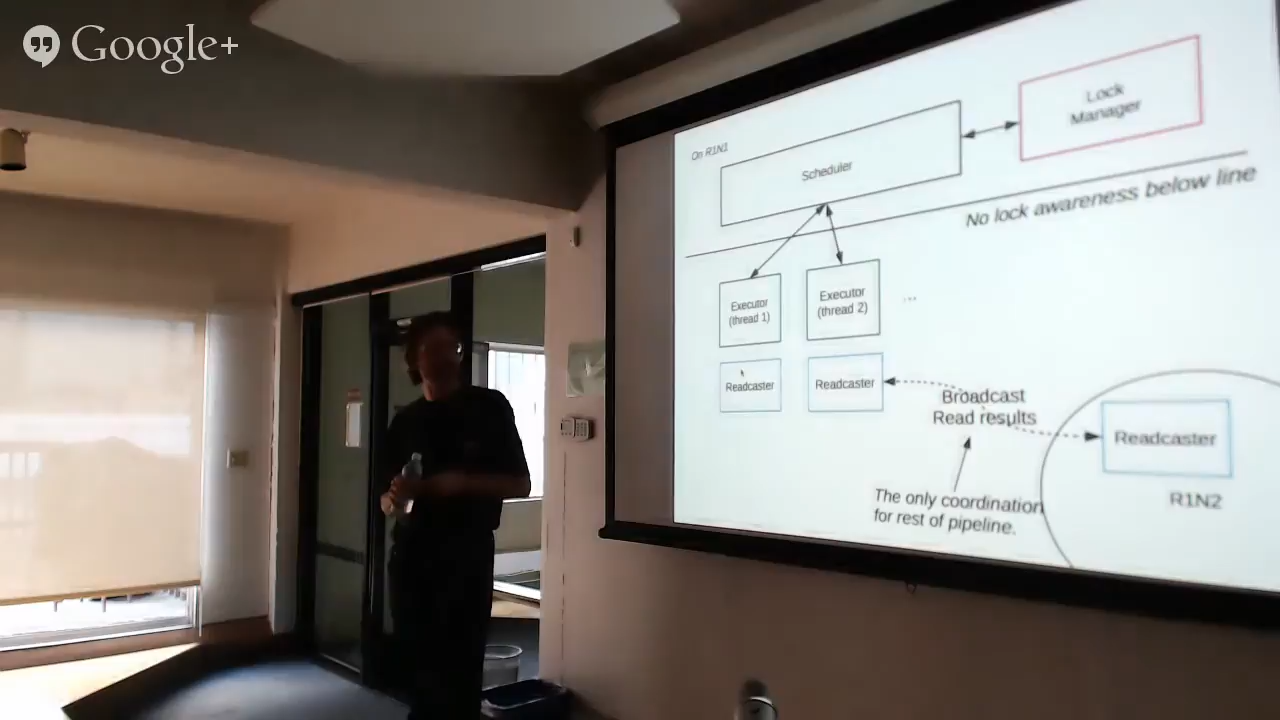 Google+
On R1N1
Scheduler
Lock
Manager
No lock awareness below line
Executor
(thread 1)
Executor
(thread 2)
...
Readcaster
Readcaster
Broadcast
Read results
Readcaster
R1N2
The only coordination
for rest of pipeline.